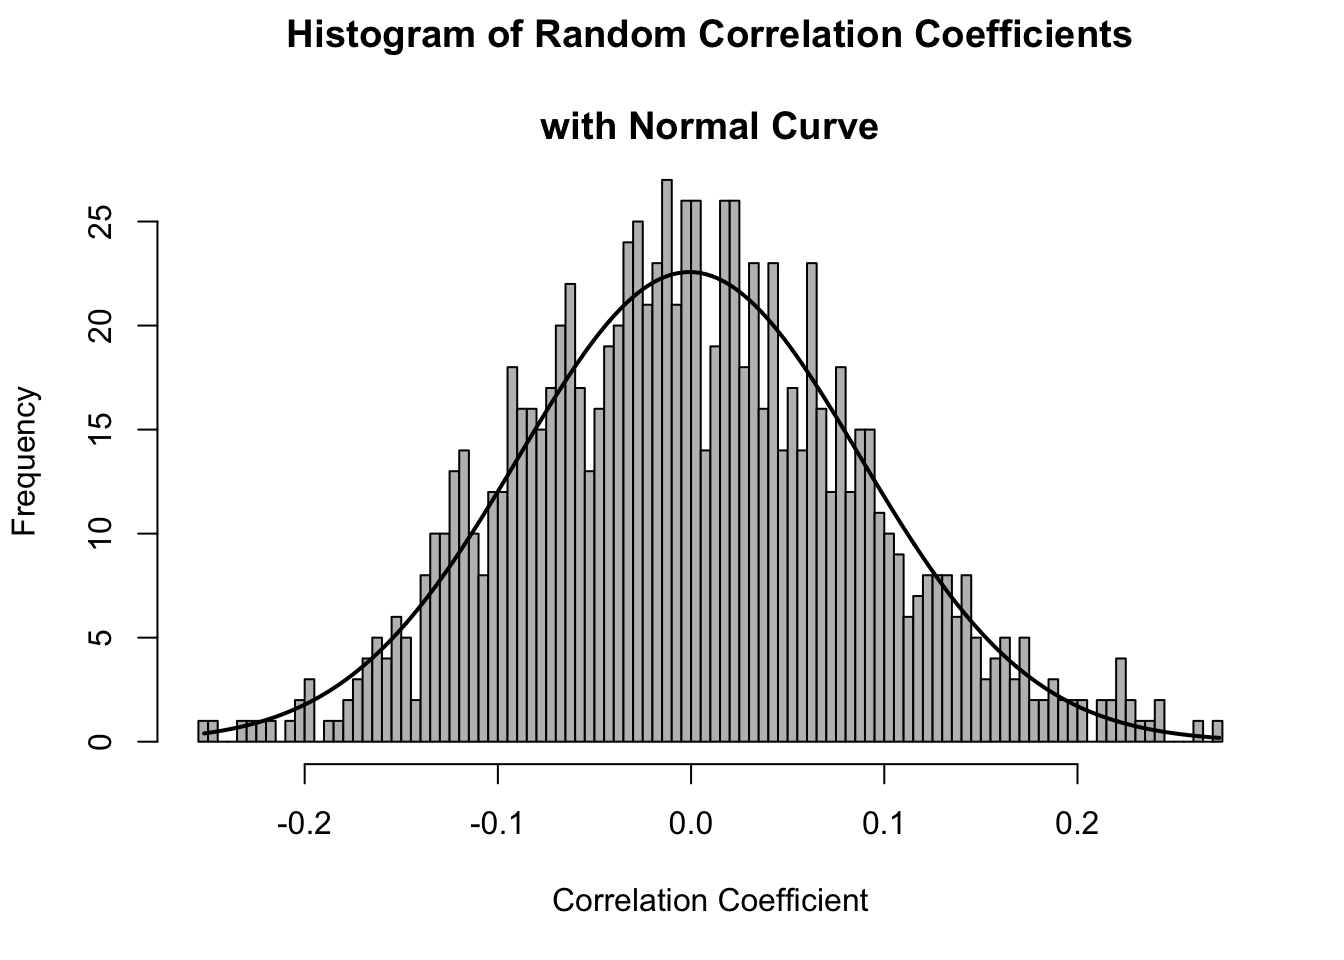 Histogram of Random Correlation Coefficients
with Normal Curve
Frequency
25
20
15
10
5
0
-0.2 -0.1 0.0 0.1 0.2
Correlation Coefficient